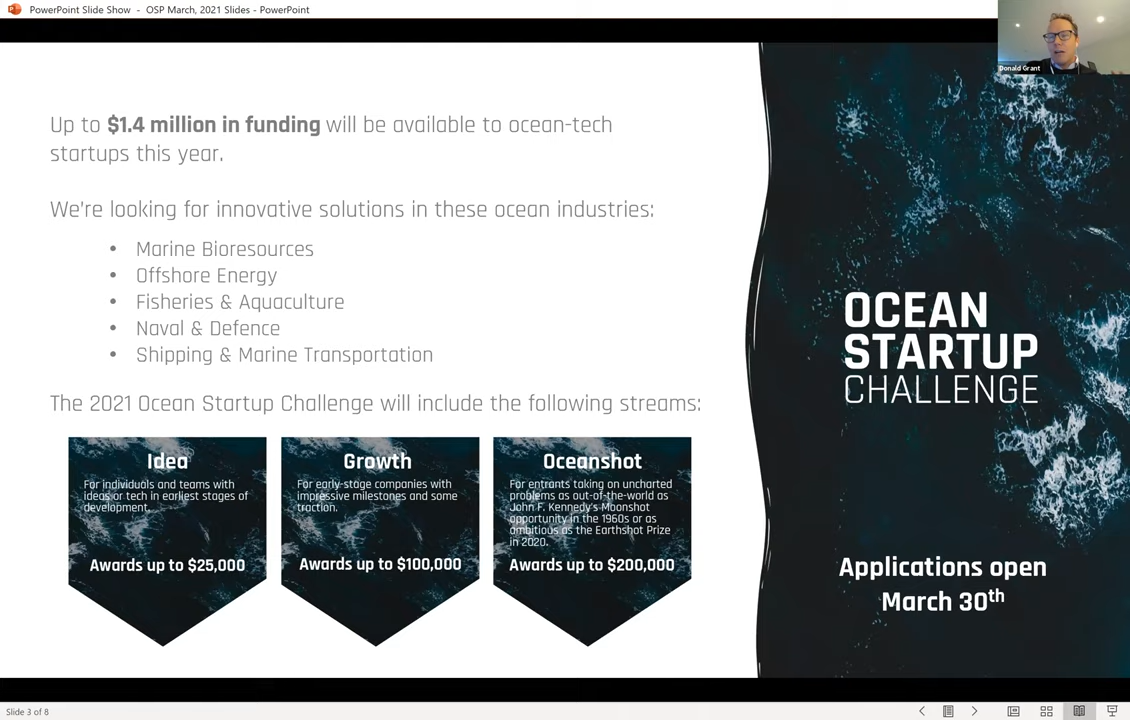 PowerPoint Slide Show - OSP March, 2021 Slides - PowerPoint
Donald Grant
Up to $1.4 million in funding will be available to ocean-tech
startups this year.
We're looking for innovative solutions in these ocean industries:
• Marine Bioresources
• Offshore Energy
• Fisheries & Aquaculture
• Naval & Defence
• Shipping & Marine Transportation
The 2021 Ocean Startup Challenge will include the following streams:
Idea
For individuals and teams with
ideas or tech in earliest stages of
development.
Awards up to $25,000
Growth
For early-stage companies with
impressive milestones and some
traction.
Awards up to $100,000
Oceanshot
For entrants taking on uncharted
problems as out-of-the-world as
John F. Kennedy's Moonshot
opportunity in the 1960s or as
ambitious as the Earthshot Prize
in 2020.
Awards up to $200,000
OCEAN
STARTUP
CHALLENGE
Applications open
March 30th
Slide 3 of 8